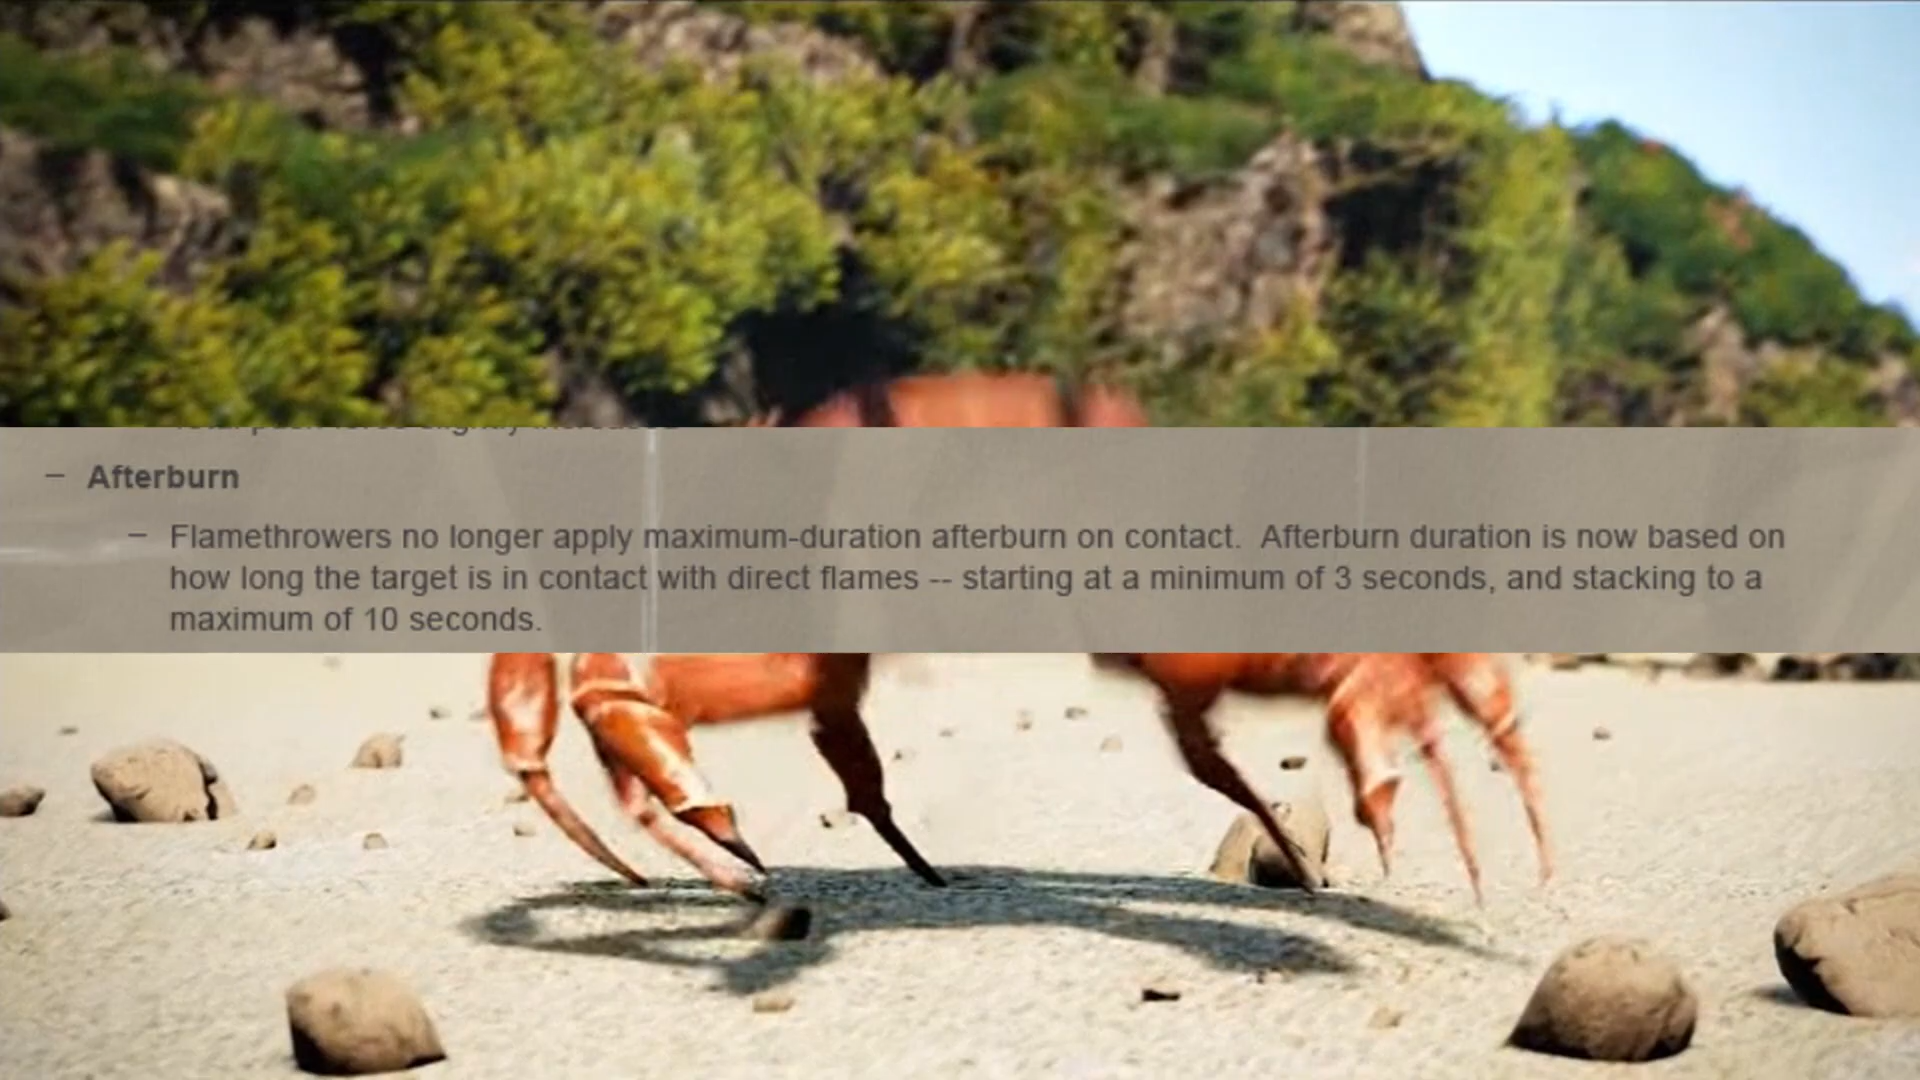 – Afterburn
– Flamethrowers no longer apply maximum-duration afterburn on contact.  Afterburn duration is now based on
how long the target is in contact with direct flames -- starting at a minimum of 3 seconds, and stacking to a
maximum of 10 seconds.